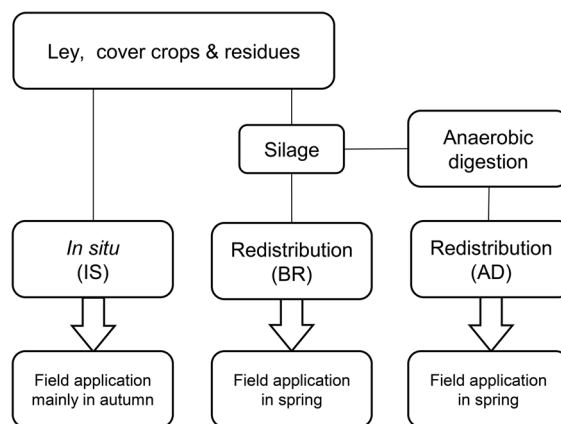 Ley, cover crops & residues
Silage
Anaerobic
digestion
In situ
(IS)
Redistribution
(BR)
Redistribution
(AD)
Field application
mainly in autumn
Field application
in spring
Field application
in spring